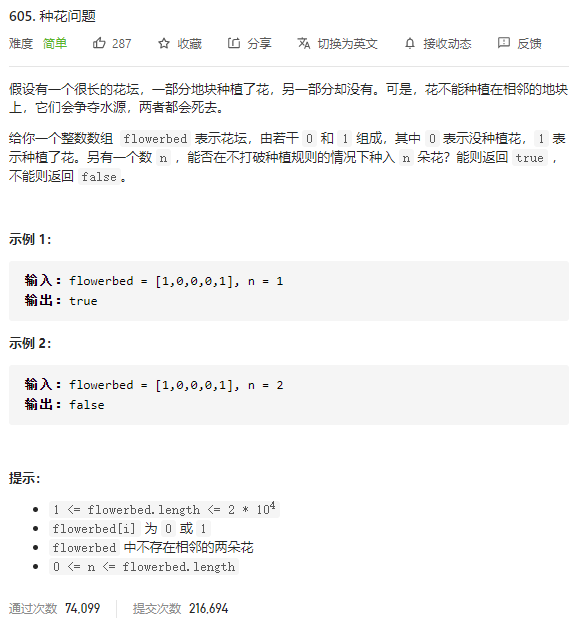 605. 种花问题
难度 简单 287 收藏 分享 切换为英文 接收动态 反馈
假设有一个很长的花坛，一部分地块种植了花，另一部分却没有。可是，花不能种植在相邻的地块
上，它们会争夺水源，两者都会死去。
给你一个整数数组 flowerbed 表示花坛，由若干 0 和 1 组成，其中 0 表示没种植花，1 表
示种植了花。另有一个数 n ，能否在不打破种植规则的情况下种入 n 朵花？能则返回 true ，
不能则返回 false。
示例 1：
输入：flowerbed = [1,0,0,0,1], n = 1
输出：true
示例 2：
输入：flowerbed = [1,0,0,0,1], n = 2
输出：false
提示：
• 1 <= flowerbed.length <= 2 * 10⁴
• flowerbed[i] 为 0 或 1
• flowerbed 中不存在相邻的两朵花
• 0 <= n <= flowerbed.length
通过次数 74,099 提交次数 216,694